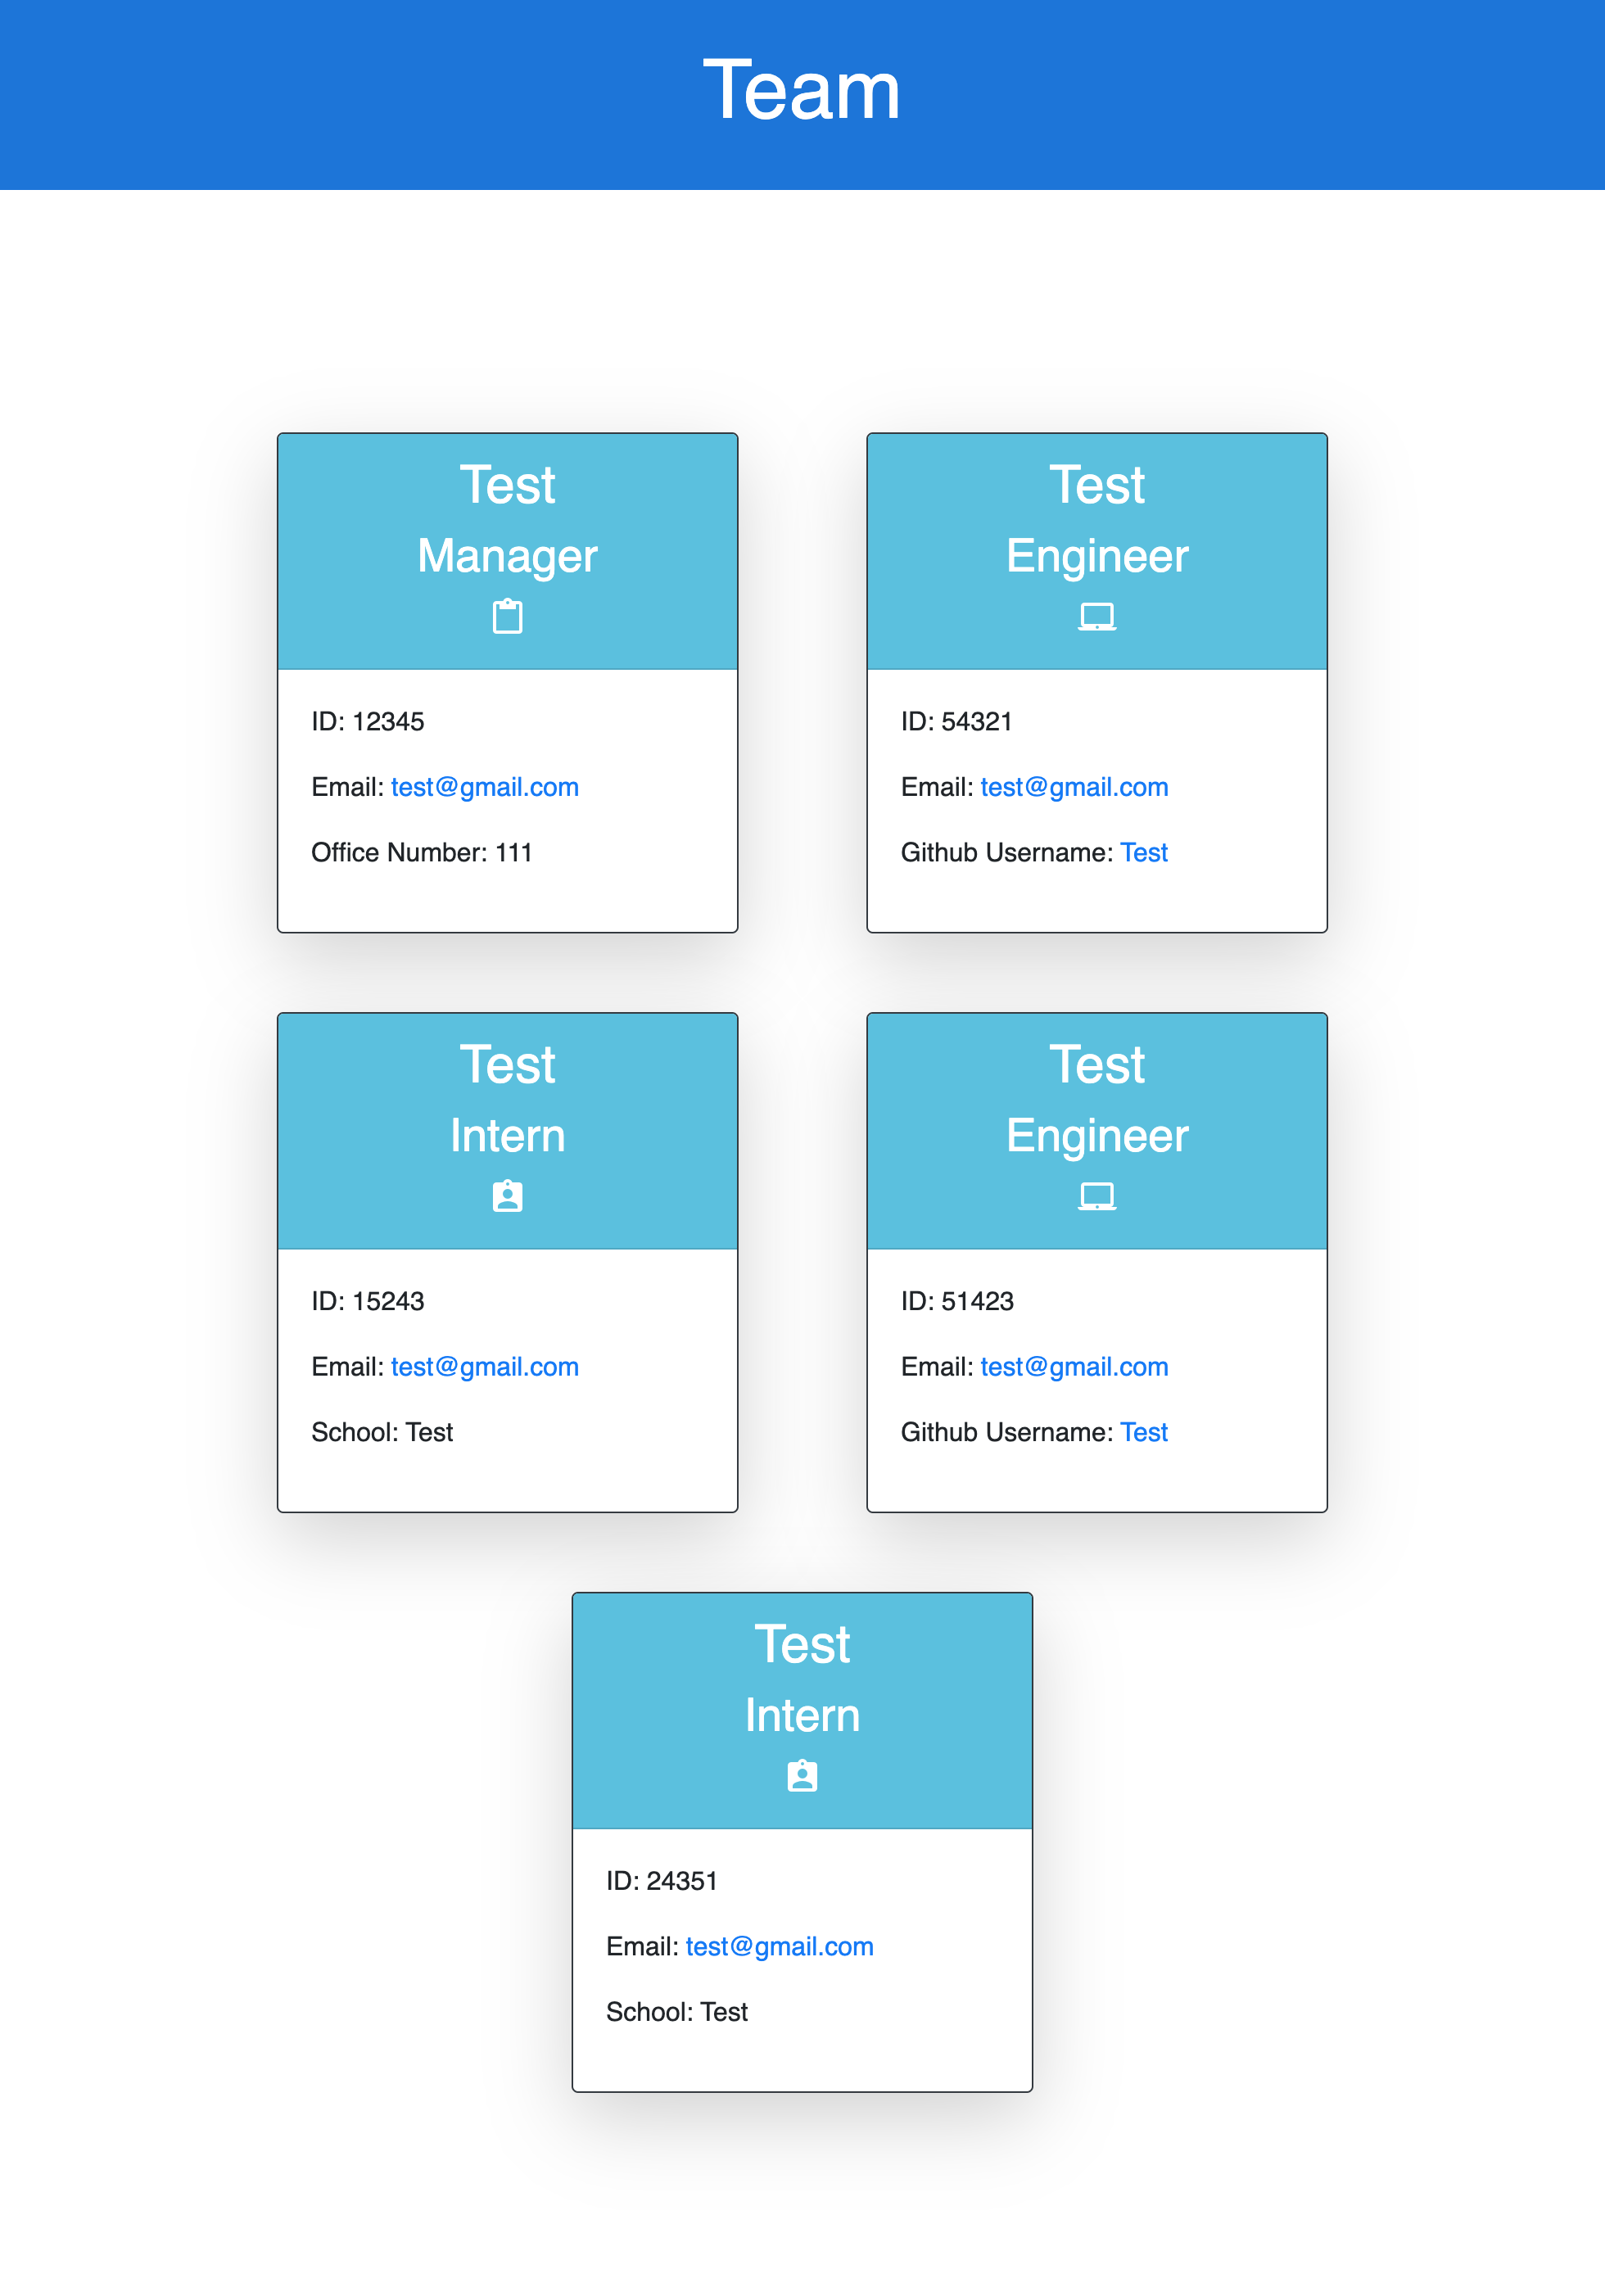 Team
Test
Manager
ID: 12345
Email: test@gmail.com
Office Number: 111
Test
Engineer
ID: 54321
Email: test@gmail.com
Github Username: Test
Test
Intern
ID: 15243
Email: test@gmail.com
School: Test
Test
Engineer
ID: 51423
Email: test@gmail.com
Github Username: Test
Test
Intern
ID: 24351
Email: test@gmail.com
School: Test